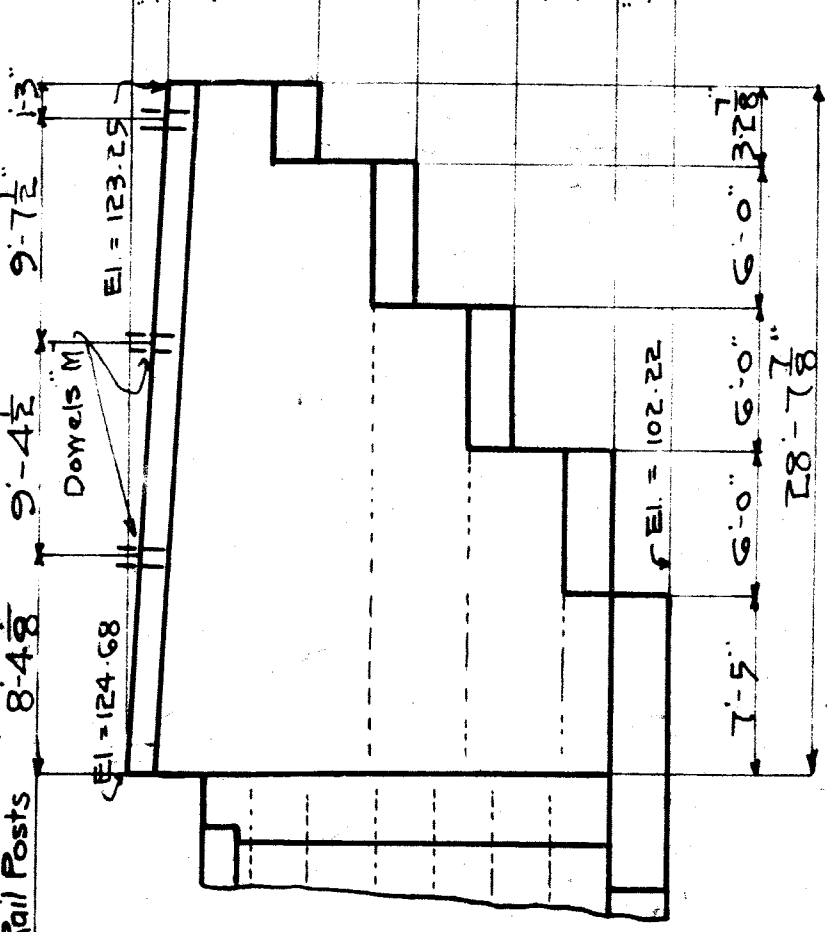 Rail Posts
8'-4 7/8"
9'-4 1/2"
9'-7 1/2"
1'-3"
El. = 124.68
Dowels "M"
El. = 123.25
El. = 102.22
7'-5"
6'-0"
6'-0"
6'-0"
3'-2 7/8"
28'-7 7/8"